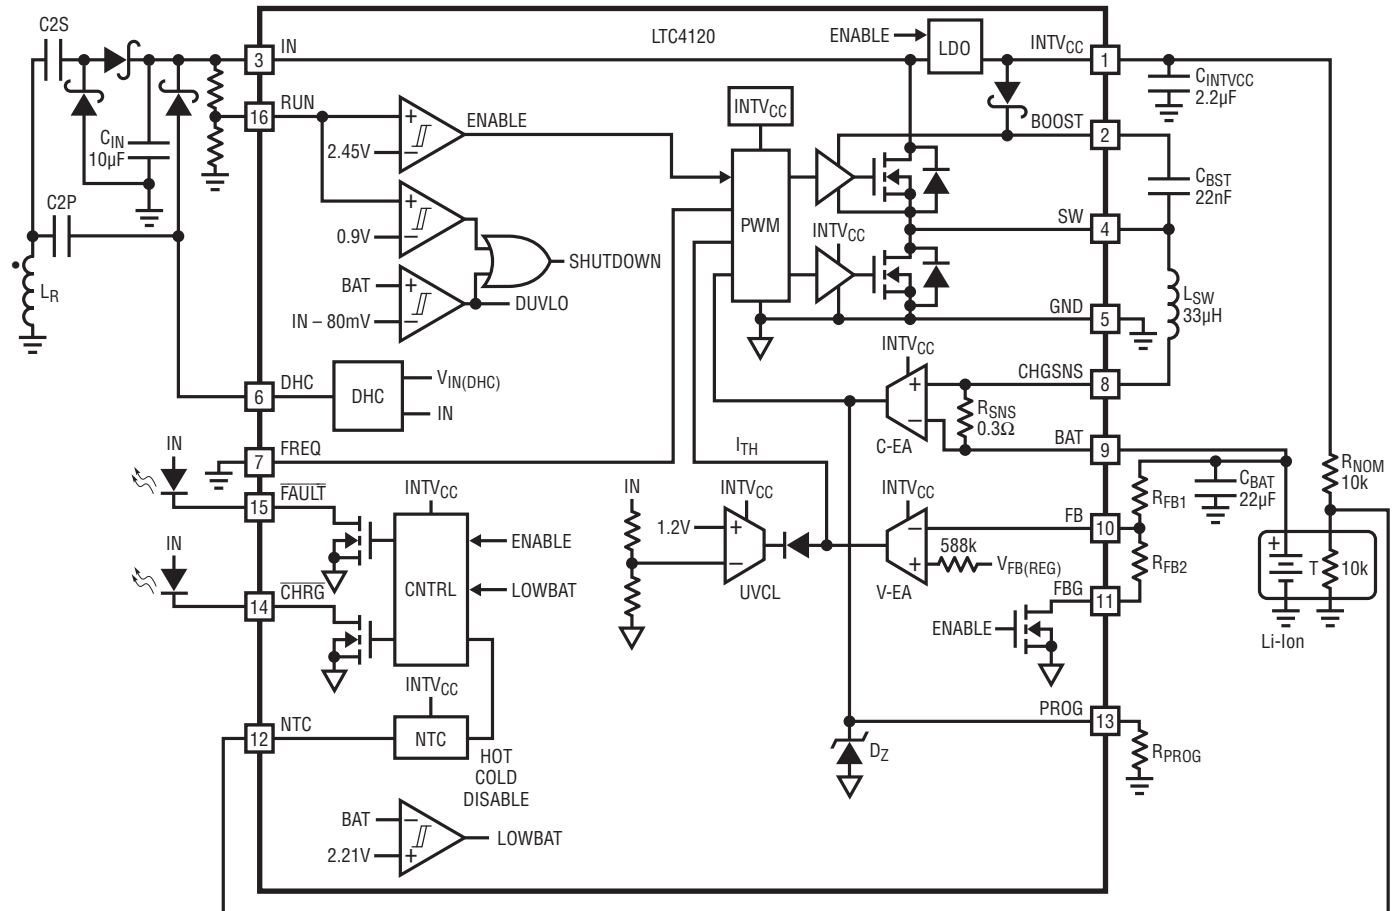 C2S
LTC4120
ENABLE
LDO
INTVCC
3
IN
1
CINTVCC
2.2µF
16
RUN
INTVCC
BOOST
2
ENABLE
+
2.45V
−
CIN
10µF
CBST
22nF
C2P
+
0.9V
−
PWM
INTVCC
SW
4
SHUTDOWN
LR
BAT
+
DUVLO
IN – 80mV
−
GND
5
LSW
33µH
INTVCC
CHGSNS
8
+
−
C-EA
RSNS
0.3Ω
6
DHC
DHC
VIN(DHC)
IN
BAT
9
IN
7
FREQ
ITH
RNOM
10k
CBAT
22µF
RFB1
15
FAULT
INTVCC
IN
INTVCC
INTVCC
1.2V
+
−
UVCL
−
+
V-EA
FB
10
588k
VFB(REG)
ENABLE
IN
CNTRL
LOWBAT
RFB2
+
T
10k
Li-Ion
14
CHRG
FBG
11
ENABLE
INTVCC
12
NTC
NTC
HOT
COLD
DISABLE
PROG
13
DZ
RPROG
BAT
−
2.21V
+
LOWBAT